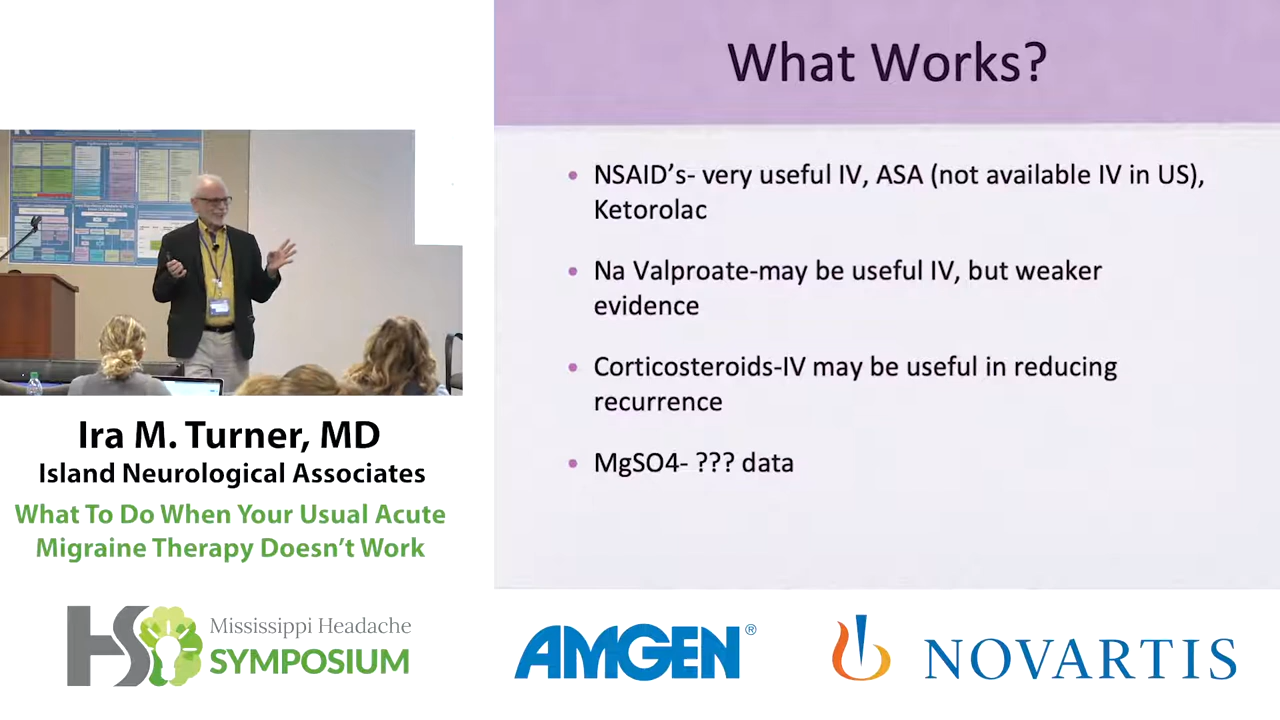 What Works?
• NSAID's- very useful IV, ASA (not available IV in US),
Ketorolac
• Na Valproate-may be useful IV, but weaker
evidence
• Corticosteroids-IV may be useful in reducing
recurrence
• MgSO4- ??? data
Ira M. Turner, MD
Island Neurological Associates
What To Do When Your Usual Acute
Migraine Therapy Doesn't Work
HS
Mississippi Headache
SYMPOSIUM
AMGEN®
NOVARTIS